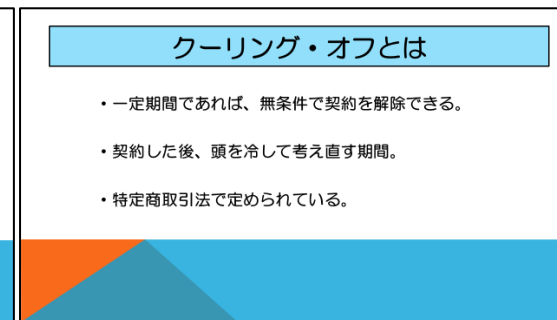 クーリング・オフとは
・一定期間であれば、無条件で契約を解除できる。
・契約した後、頭を冷して考え直す期間。
・特定商取引法で定められている。